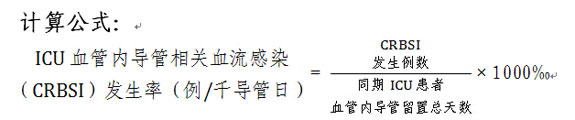 计算公式:
ICU 血管内导管相关血流感染
（CRBSI）发生率（例/千导管日）
=
CRBSI
发生例数
同期 ICU 患者
血管内导管留置总天数
× 1000‰